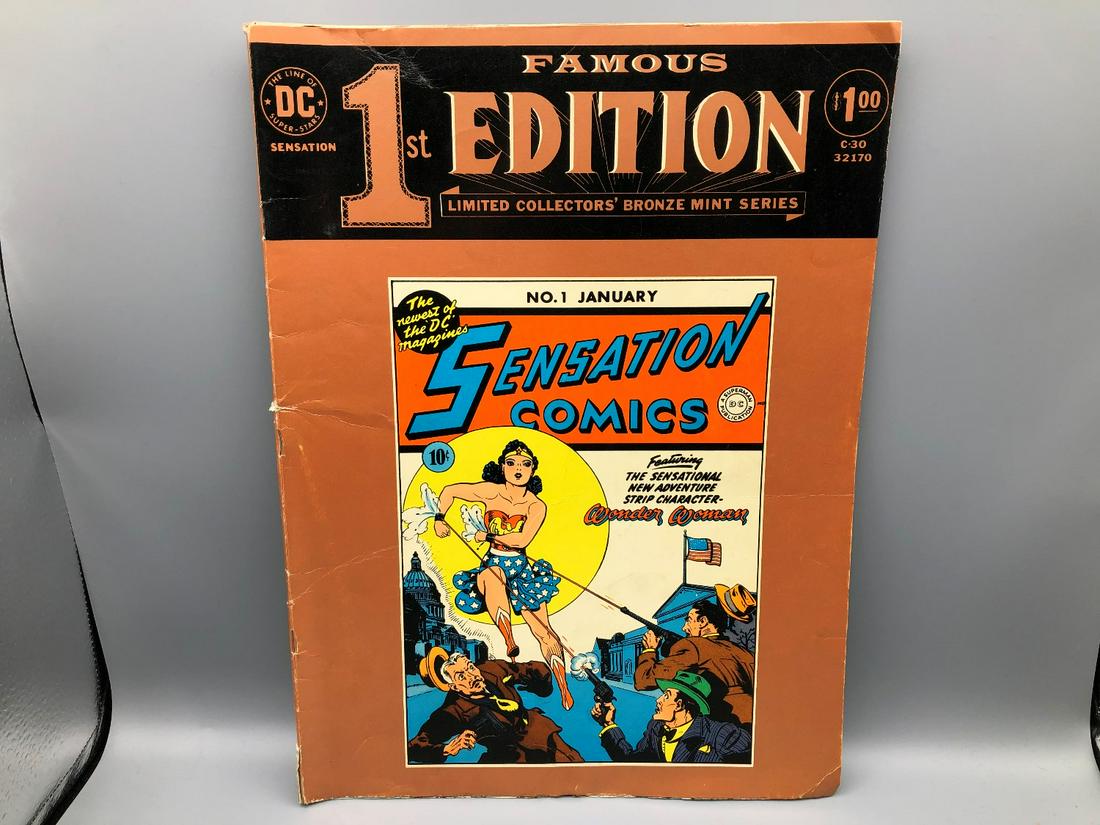 THE LINE OF
DC
SUPER-STARS
SENSATION
1st
FAMOUS
EDITION
LIMITED COLLECTORS' BRONZE MINT SERIES
$1.00
C-30
32170
NO.1 JANUARY
The
newest of
the 'DC'
magazines
SENSATION
COMICS
A SUPERMAN
DC
PUBLICATION
10¢
Featuring
THE SENSATIONAL
NEW ADVENTURE
STRIP CHARACTER-
Wonder Woman